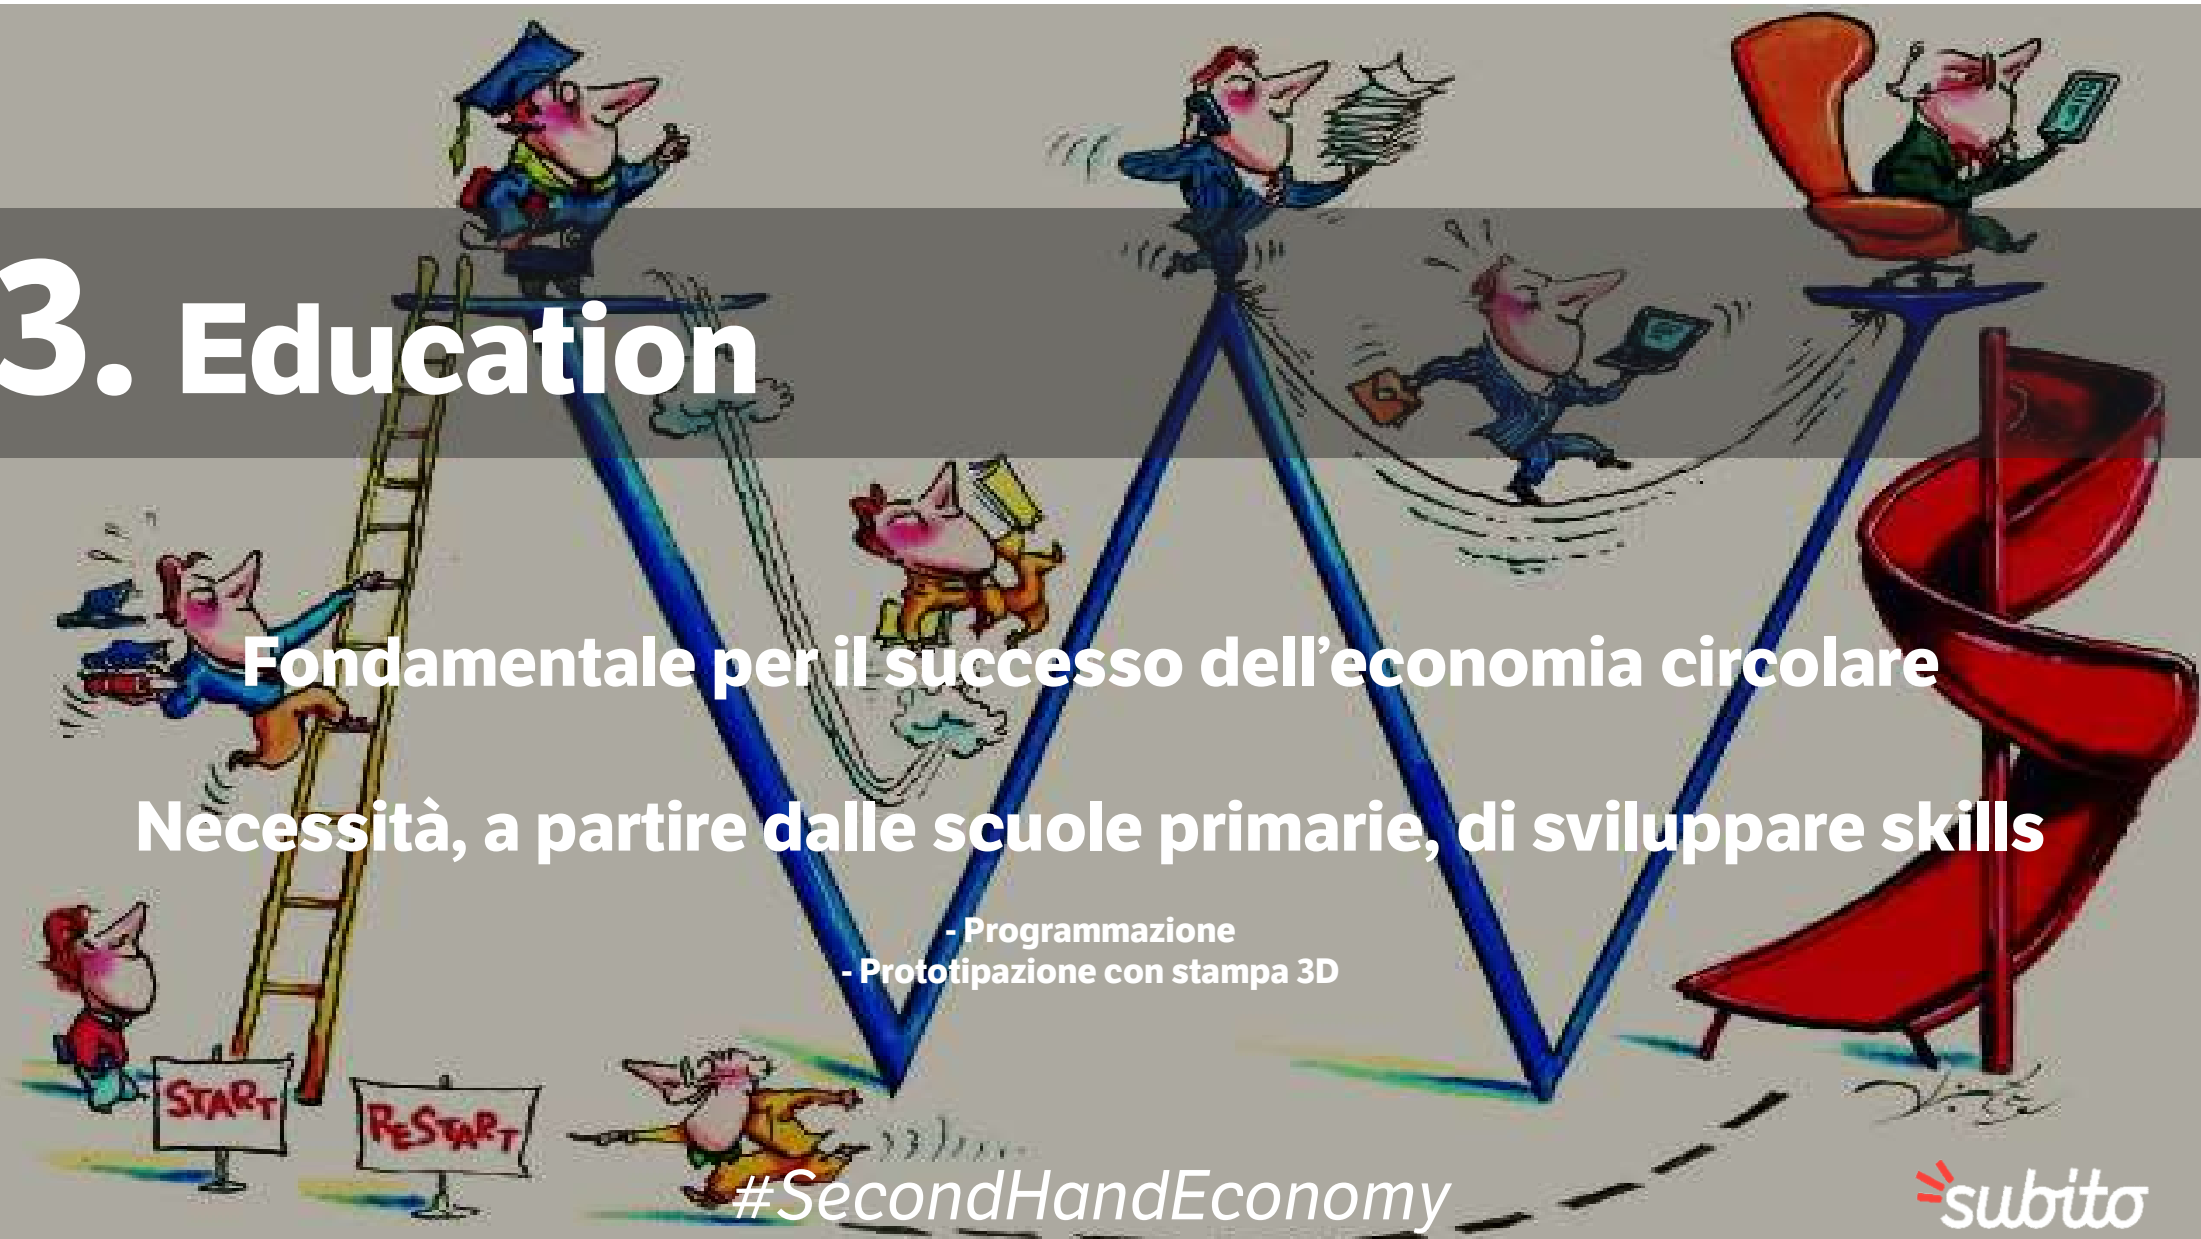 3. Education
Fondamentale per il successo dell’economia circolare
Necessità, a partire dalle scuole primarie, di sviluppare skills
- Programmazione
- Prototipazione con stampa 3D
START
RESTART
#SecondHandEconomy
subito